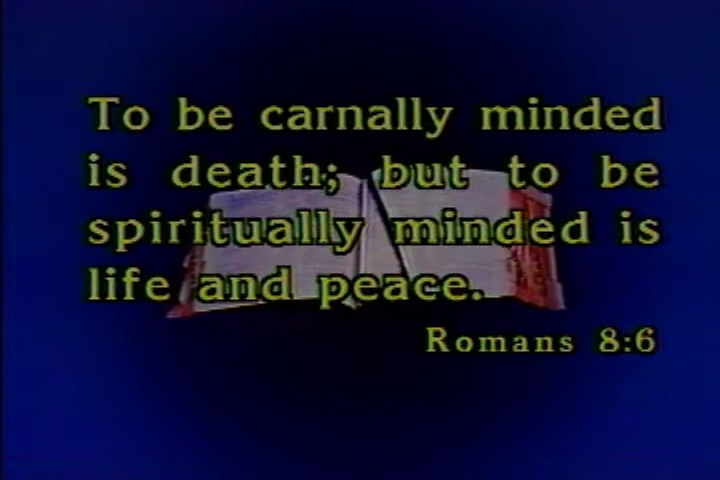 To be carnally minded
is death; but to be
spiritually minded is
life and peace.
Romans 8:6